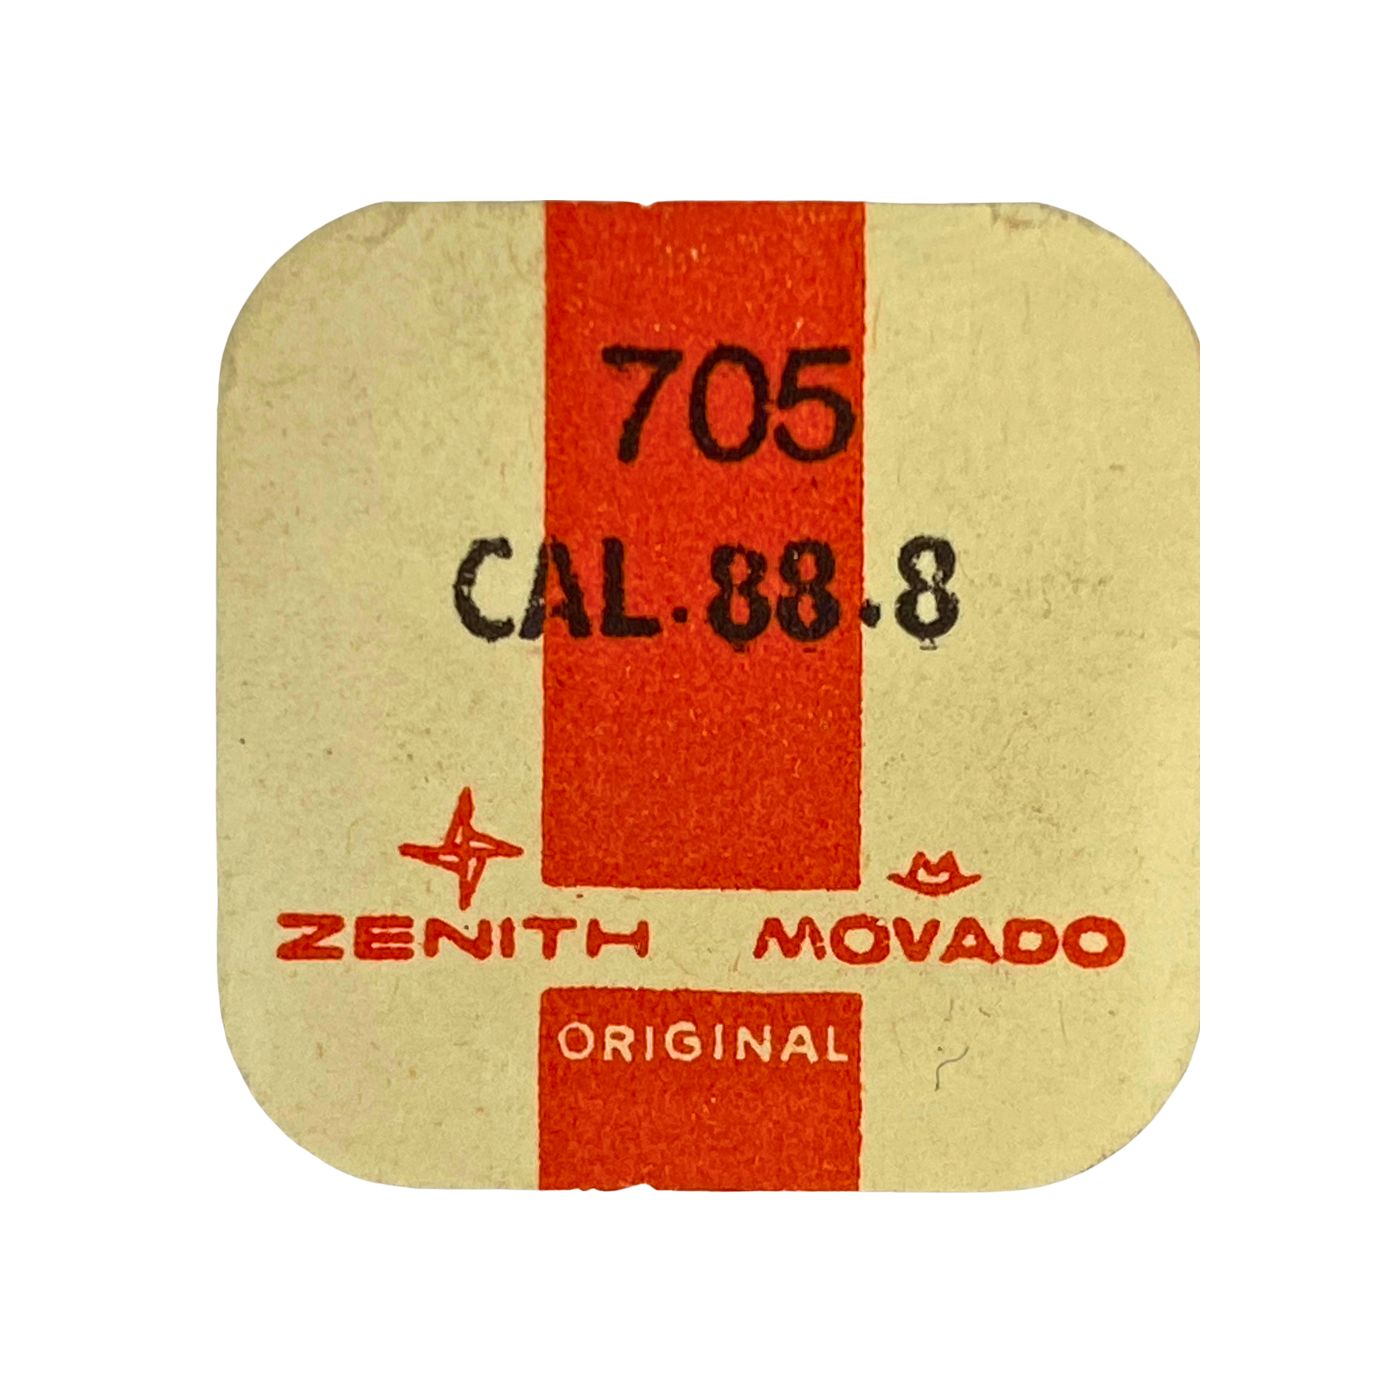 705
CAL.88.8
ZENITH MOVADO
ORIGINAL